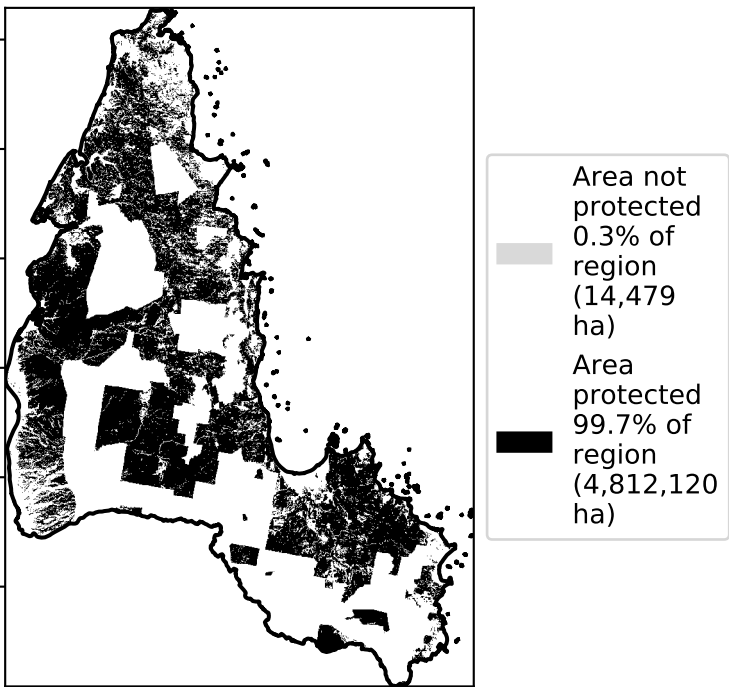 Area not
protected
0.3% of
region
(14,479
ha)
Area
protected
99.7% of
region
(4,812,120
ha)